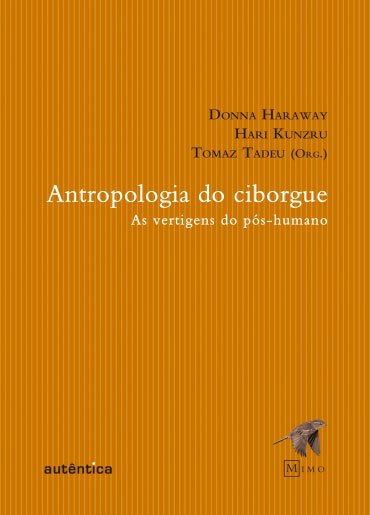 Donna Haraway
Hari Kunzru
Tomaz Tadeu (Org.)
Antropologia do ciborgue
As vertigens do pós-humano
autêntica
Mimo